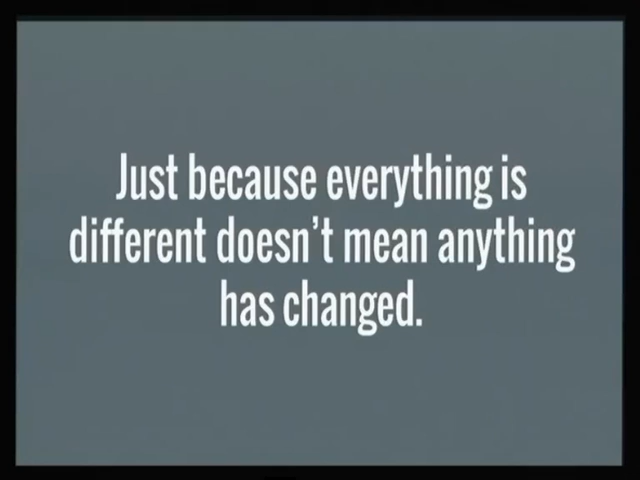 Just because everything is
different doesn't mean anything
has changed.